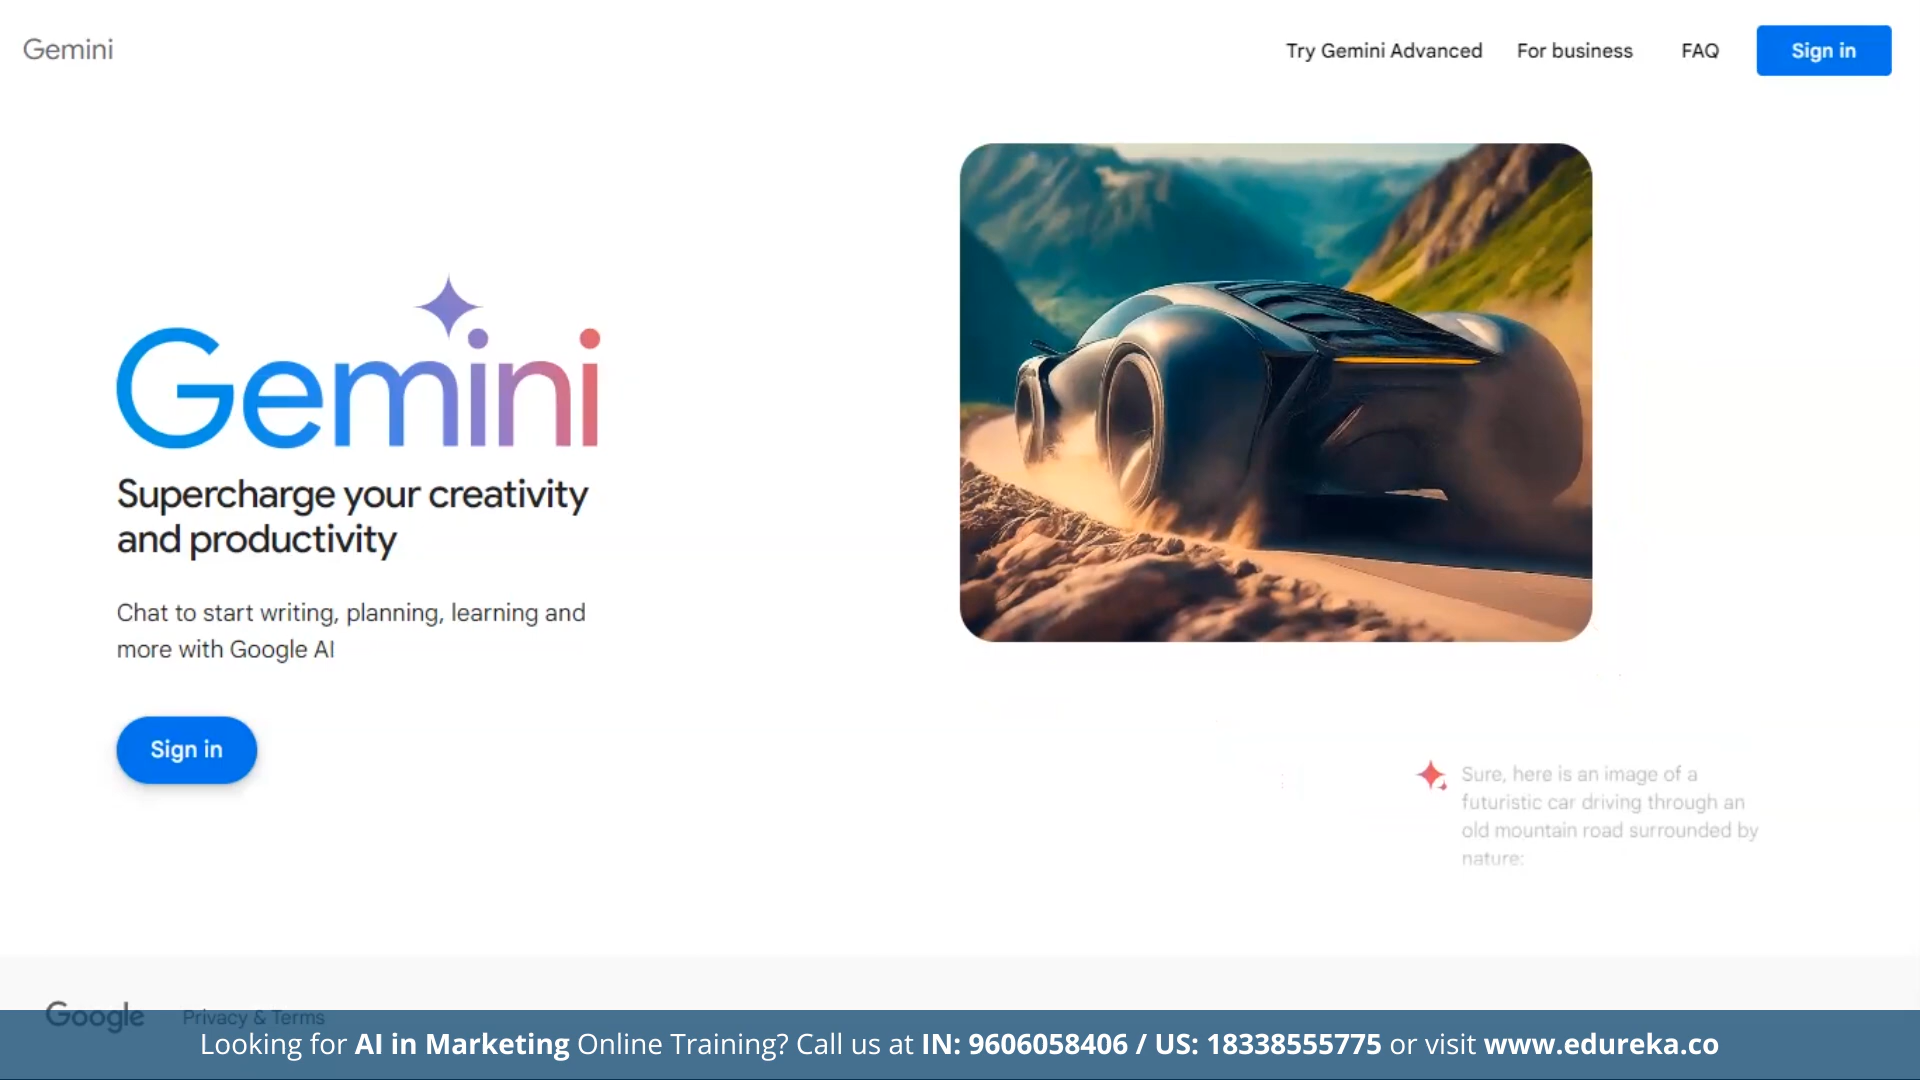 Gemini
Try Gemini Advanced
For business
FAQ
Sign in
Gemini
Supercharge your creativity
and productivity
Chat to start writing, planning, learning and
more with Google AI
Sign in
Sure, here is an image of a
futuristic car driving through an
old mountain road surrounded by
nature:
Google
Privacy & Terms
Looking for AI in Marketing Online Training? Call us at IN: 9606058406 / US: 18338555775 or visit www.edureka.co